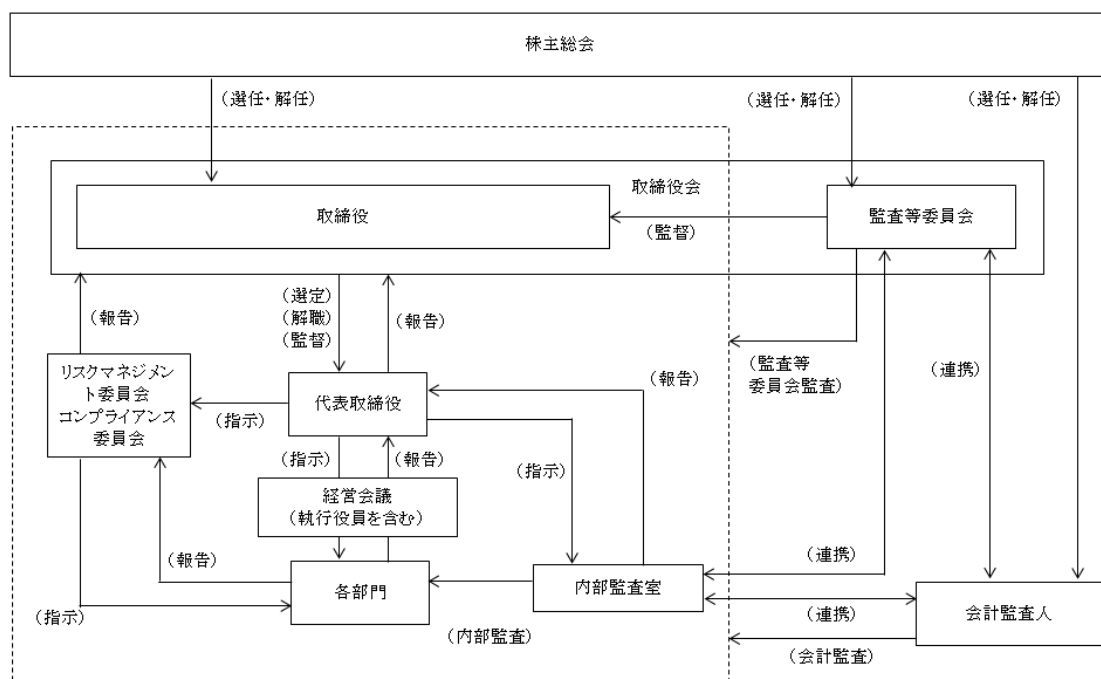 株主総会
(選任・解任)
(選任・解任)
(選任・解任)
取締役会
取締役
監査等委員会
(監督)
(選定)
(解職)
(監督)
(報告)
(報告)
(監査等
委員会監査)
(連携)
リスクマネジメン
ト委員会
コンプライアンス
委員会
(指示)
代表取締役
(報告)
(指示)
(報告)
(指示)
経営会議
(執行役員を含む)
(報告)
(連携)
各部門
内部監査室
会計監査人
(指示)
(連携)
(内部監査)
(会計監査)